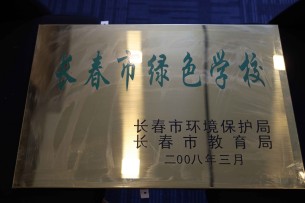 长春市绿色学校
长春市环境保护局
长春市教育局
二00八年三月